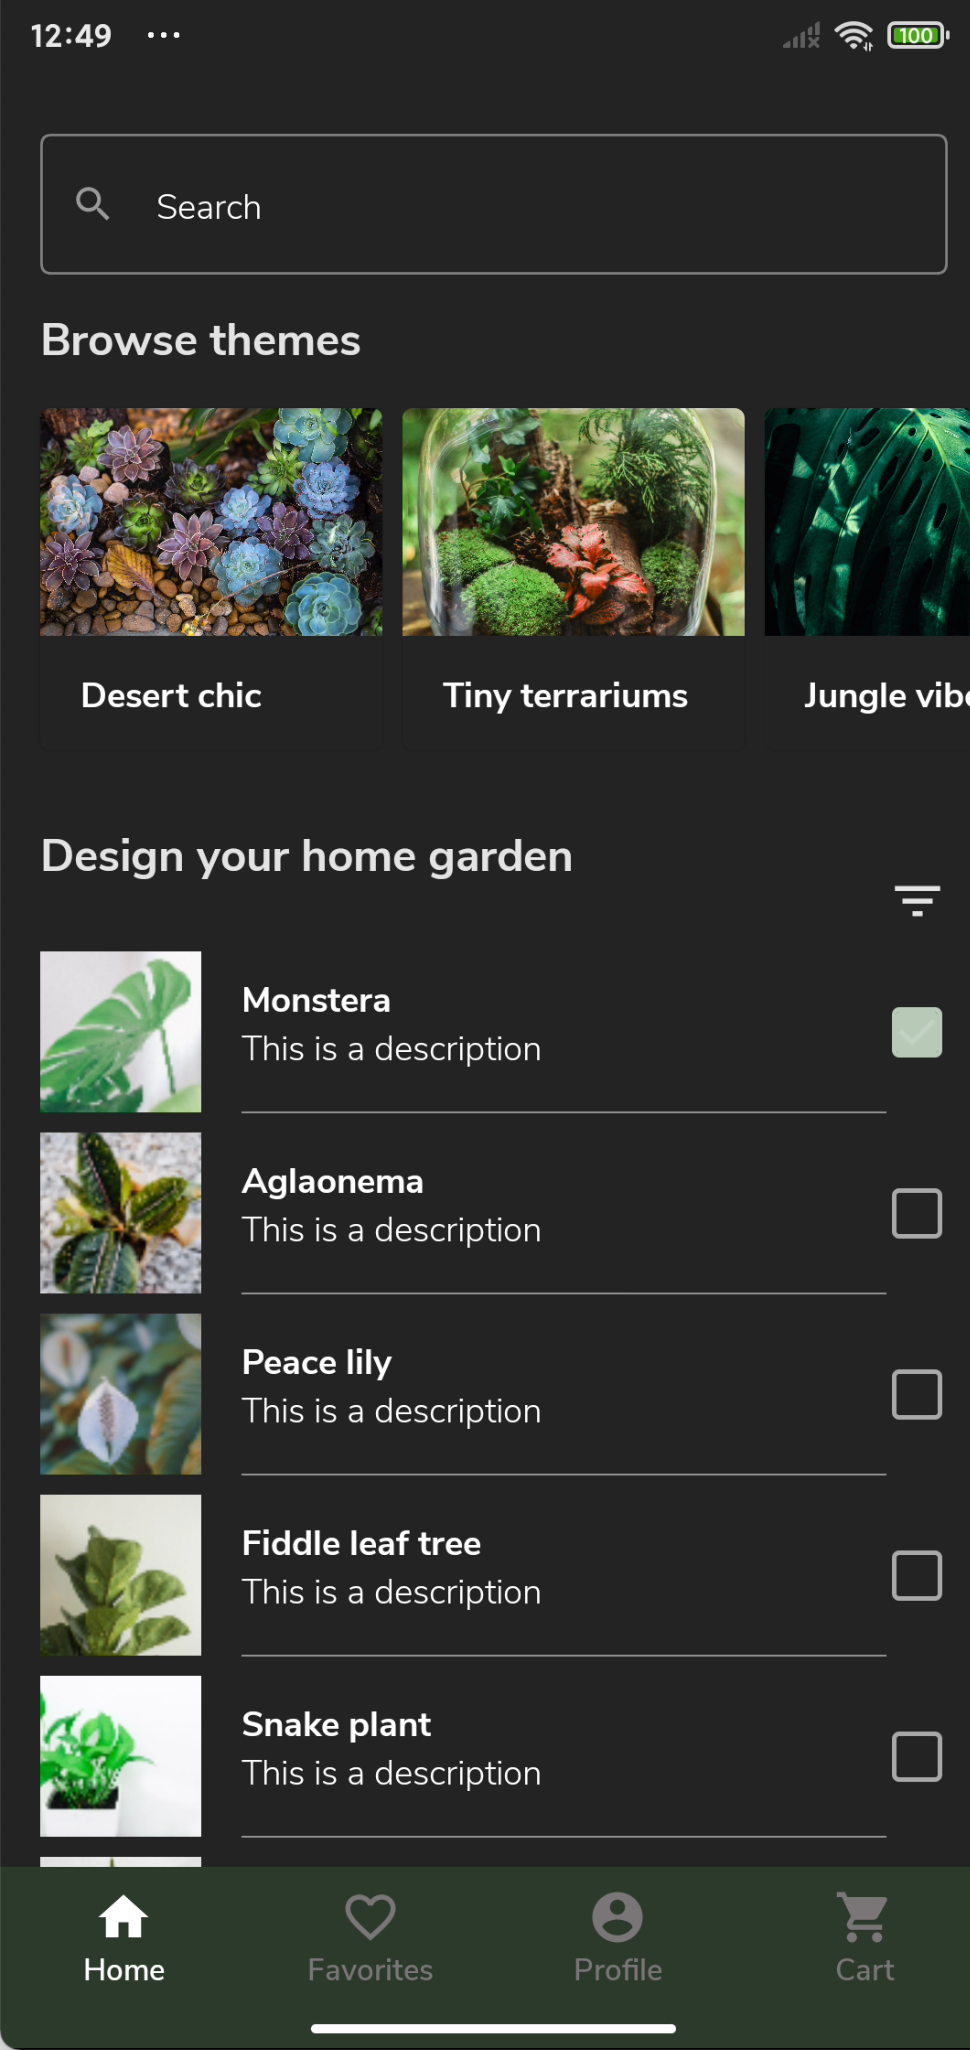 12:49 ... 100
Search
Browse themes
Desert chic Tiny terrariums Jungle vibe
Design your home garden
Monstera
This is a description
Aglaonema
This is a description
Peace lily
This is a description
Fiddle leaf tree
This is a description
Snake plant
This is a description
Home Favorites Profile Cart